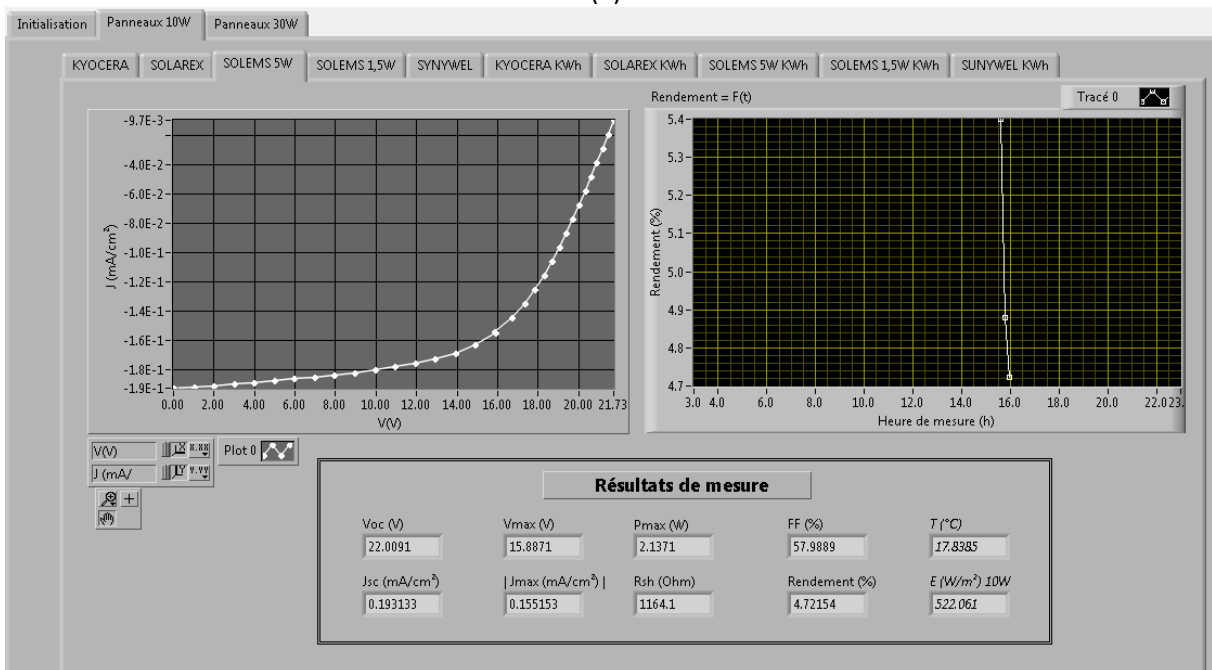 Initialisation Panneaux 10W Panneaux 30W
KYOCERA SOLAREX SOLEMS 5W SOLEMS 1,5W SYNYWEL KYOCERA KWh SOLAREX KWh SOLEMS 5W KWh SOLEMS 1,5W KWh SUNYWEL KWh
Rendement = F(t) Tracé 0
-9.7E-3
-4.0E-2
-6.0E-2
-8.0E-2
-1.0E-1
-1.2E-1
-1.4E-1
-1.6E-1
-1.8E-1
-1.9E-1
J (mA/cm²)
0.00 2.00 4.00 6.00 8.00 10.00 12.00 14.00 16.00 18.00 20.00 21.73
V(V)
5.4
5.3
5.2
5.1
5.0
4.9
4.8
4.7
Rendement (%)
3.0 4.0 6.0 8.0 10.0 12.0 14.0 16.0 18.0 20.0 22.0 23.
Heure de mesure (h)
V(V) X X.XX Plot 0
J (mA/ Y Y.YY
Résultats de mesure
Voc (V) Vmax (V) Pmax (W) FF (%) T (°C)
22.0091 15.8871 2.1371 57.9889 17.8385
Jsc (mA/cm²) | Jmax (mA/cm²) | Rsh (Ohm) Rendement (%) E (W/m²) 10W
0.193133 0.155153 1164.1 4.72154 522.061